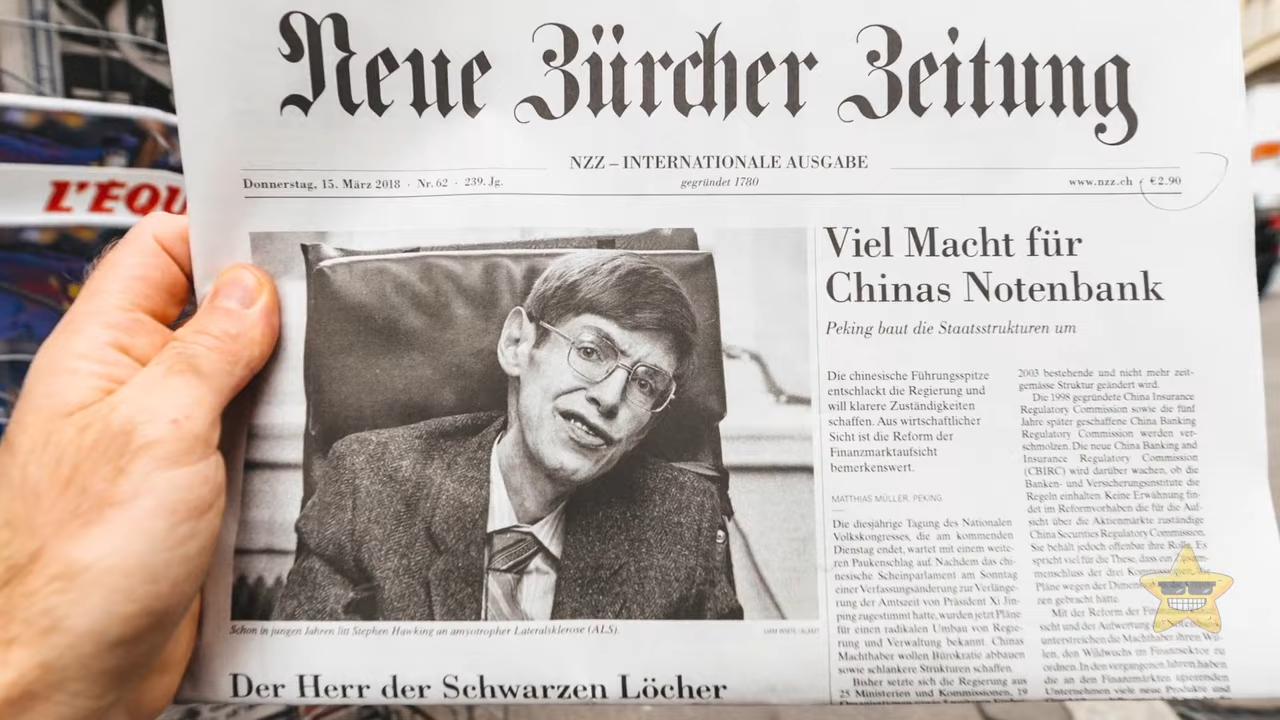 Neue Zürcher Zeitung
NZZ – INTERNATIONALE AUSGABE
Donnerstag, 15. März 2018 · Nr. 62 · 239. Jg.
gegründet 1780
www.nzz.ch · €2.90
L'ÉQU
Schon in jungen Jahren litt Stephen Hawking an amyotropher Lateralsklerose (ALS).
Der Herr der Schwarzen Löcher
Viel Macht für
Chinas Notenbank
Peking baut die Staatsstrukturen um
Die chinesische Führungsspitze
entschlackt die Regierung und
will klarere Zuständigkeiten
schaffen. Aus wirtschaftlicher
Sicht ist die Reform der
Finanzmarktaufsicht
bemerkenswert.
MATTHIAS MÜLLER, PEKING
Die diesjährige Tagung des Nationalen
Volkskongresses, die am kommenden
Dienstag endet, wartet mit einem weite-
ren Paukenschlag auf. Nachdem das chi-
nesische Scheinparlament am Sonntag
einer Verfassungsänderung zur Verlänge-
rung der Amtszeit von Präsident Xi Jin-
ping zugestimmt hatte, wurden jetzt Pläne
für einen radikalen Umbau von Regie-
rung und Verwaltung bekannt. Chinas
Machthaber wollen Bürokratie abbauen
sowie schlankere Strukturen schaffen.
Bisher setzte sich die Regierung aus
25 Ministerien und Kommissionen, 19
2003 bestehende und nicht mehr zeit-
gemässe Struktur geändert wird.
Die 1998 gegründete China Insurance
Regulatory Commission sowie die fünf
Jahre später geschaffene China Banking
Regulatory Commission werden ver-
schmolzen. Die neue China Banking and
Insurance Regulatory Commission
(CBIRC) wird darüber wachen, ob die
Banken- und Versicherungsinstitute die
Regeln einhalten. Keine Erwähnung fin-
det im Reformvorhaben die für die Auf-
sicht über die Aktienmärkte zuständige
China Securities Regulatory Commission.
Sie behält jedoch offenbar ihre Rolle. Es
spricht viel für die These, dass ein
menschluss der drei
Pläne wegen der
zen gebracht hätte.
Mit der Reform der
sicht und der Aufwertung
unterstreichen die Machthaber ihren Wil-
len, den Wildwuchs im Finanzsektor zu
ordnen. In den vergangenen Jahren haben
die an den Finanzmärkten agierenden
Unternehmen viele neue Produkte und